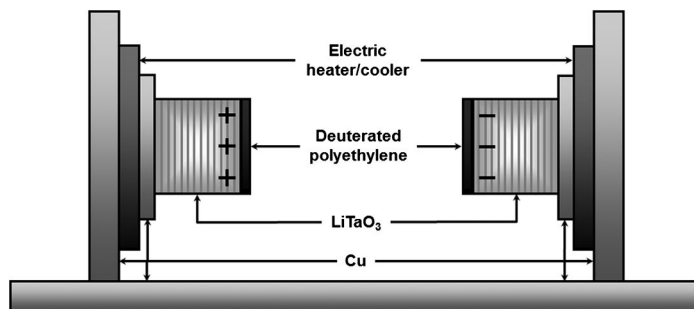 Electric
heater/cooler
+ −
Deuterated
polyethylene
+ −
+ −
LiTaO₃
Cu